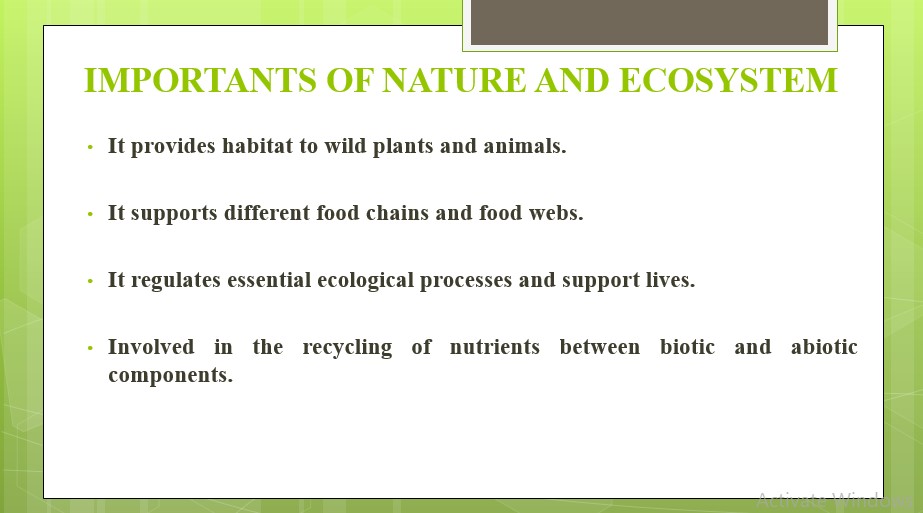 IMPORTANTS OF NATURE AND ECOSYSTEM
• It provides habitat to wild plants and animals.
• It supports different food chains and food webs.
• It regulates essential ecological processes and support lives.
• Involved in the recycling of nutrients between biotic and abiotic
components.
Activate Windows